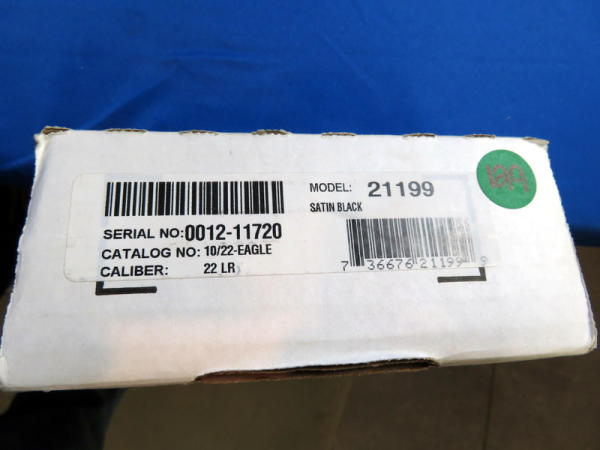 MODEL: 21199
SATIN BLACK
SERIAL NO:0012-11720
CATALOG NO: 10/22-EAGLE
CALIBER: 22 LR
7 36676 21199 9